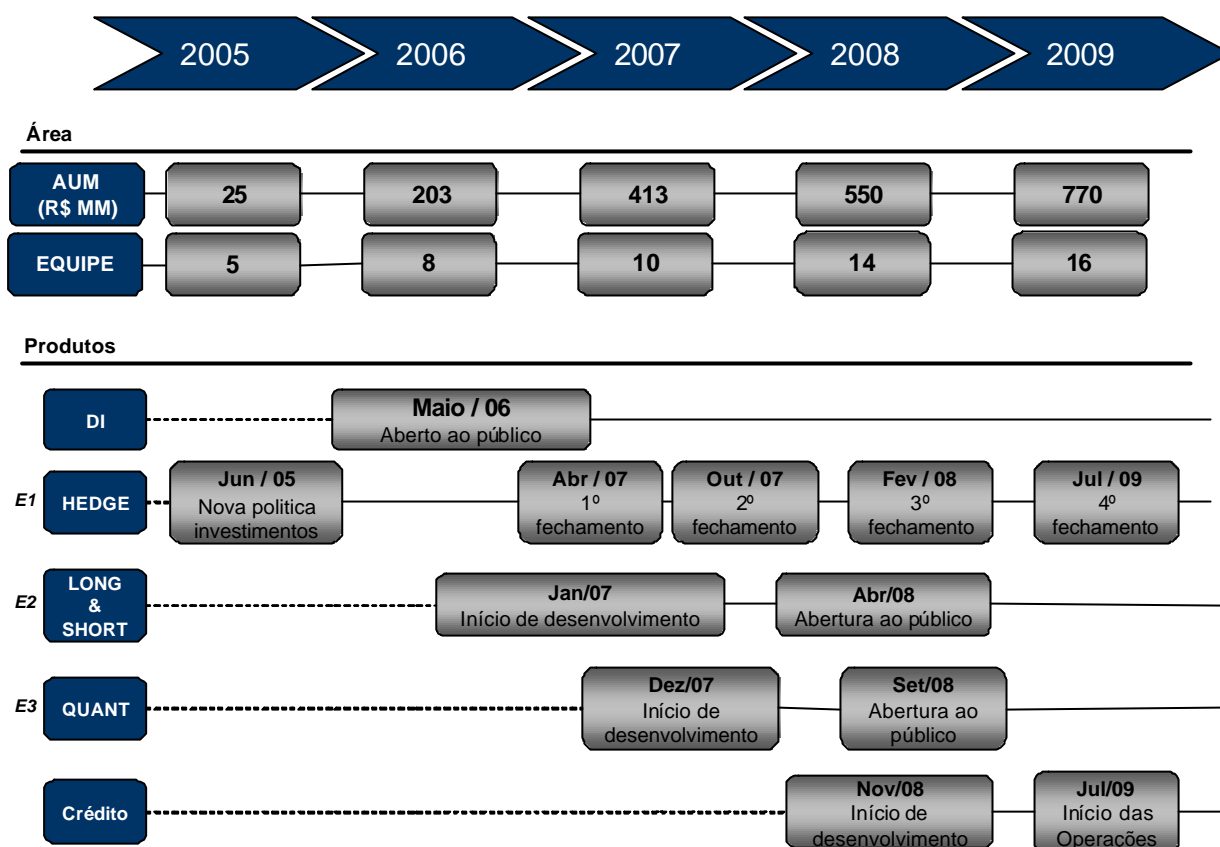 2005 2006 2007 2008 2009
Área
AUM
(R$ MM)
25 203 413 550 770
EQUIPE 5 8 10 14 16
Produtos
DI
Maio / 06
Aberto ao público
E1 HEDGE
Jun / 05
Nova politica
investimentos
Abr / 07
1º
fechamento
Out / 07
2º
fechamento
Fev / 08
3º
fechamento
Jul / 09
4º
fechamento
E2
LONG
&
SHORT
Jan/07
Início de desenvolvimento
Abr/08
Abertura ao público
E3 QUANT
Dez/07
Início de
desenvolvimento
Set/08
Abertura ao
público
Crédito
Nov/08
Início de
desenvolvimento
Jul/09
Início das
Operações